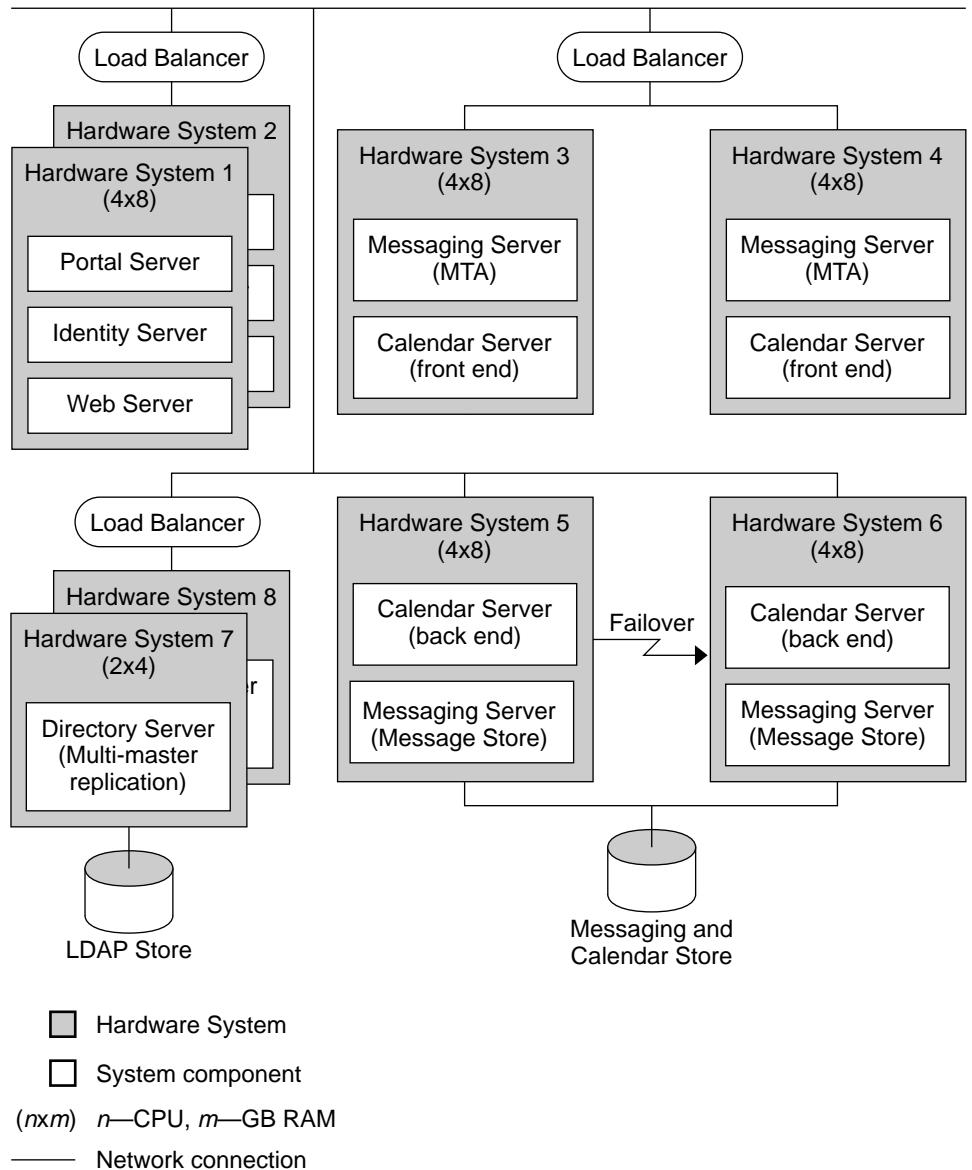 Load Balancer
Load Balancer
Hardware System 2
Hardware System 1
(4x8)
Portal Server
Identity Server
Web Server
Hardware System 3
(4x8)
Messaging Server
(MTA)
Calendar Server
(front end)
Hardware System 4
(4x8)
Messaging Server
(MTA)
Calendar Server
(front end)
Load Balancer
Hardware System 8
Hardware System 7
(2x4)
Directory Server
(Multi-master
replication)
LDAP Store
Hardware System 5
(4x8)
Calendar Server
(back end)
Messaging Server
(Message Store)
Failover
Hardware System 6
(4x8)
Calendar Server
(back end)
Messaging Server
(Message Store)
Messaging and
Calendar Store
Hardware System
System component
(nxm) n—CPU, m—GB RAM
Network connection